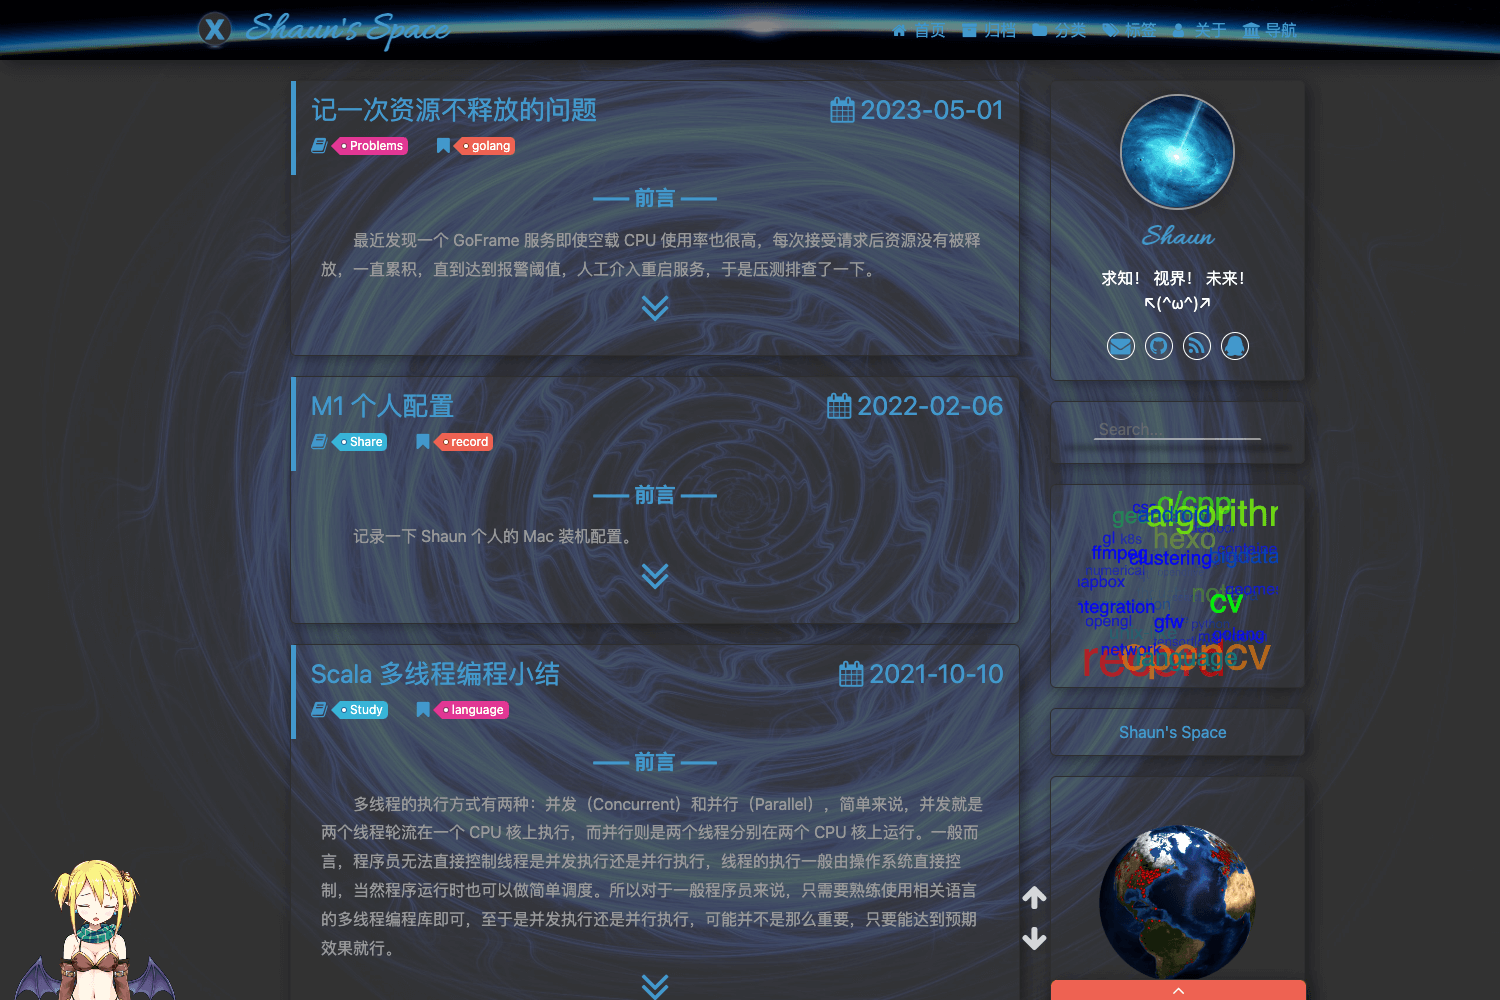 X Shaun's Space
首页 归档 分类 标签 关于 导航
记一次资源不释放的问题 2023-05-01
Problems golang
前言
最近发现一个 GoFrame 服务即使空载 CPU 使用率也很高，每次接受请求后资源没有被释
放，一直累积，直到达到报警阈值，人工介入重启服务，于是压测排查了一下。
M1 个人配置 2022-02-06
Share record
前言
记录一下 Shaun 个人的 Mac 装机配置。
Scala 多线程编程小结 2021-10-10
Study language
前言
多线程的执行方式有两种：并发（Concurrent）和并行（Parallel），简单来说，并发就是
两个线程轮流在一个 CPU 核上执行，而并行则是两个线程分别在两个 CPU 核上运行。一般而
言，程序员无法直接控制线程是并发执行还是并行执行，线程的执行一般由操作系统直接控
制，当然程序运行时也可以做简单调度。所以对于一般程序员来说，只需要熟练使用相关语言
的多线程编程库即可，至于是并发执行还是并行执行，可能并不是那么重要，只要能达到预期
效果就行。
Shaun
求知！ 视界！ 未来！
↖(^ω^)↗
Search...
c/cpp
android
algorithr
hexo
gl k8s
ffmpeg
clustering
numerical
apbox
cv
ntegration
opengl
gfw
golang
network
language
opencv
Shaun's Space